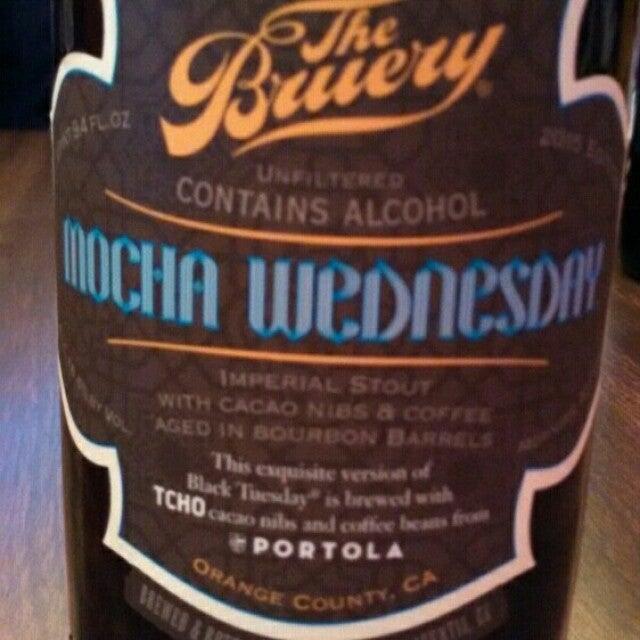 The
Bruery
UNFILTERED
CONTAINS ALCOHOL
MOCHA WEDNESDAY
IMPERIAL STOUT
WITH CACAO NIBS & COFFEE
AGED IN BOURBON BARRELS
This exquisite version of
Black Tuesday® is brewed with
TCHO cacao nibs and coffee beans from
PORTOLA
ORANGE COUNTY, CA
BREWED &